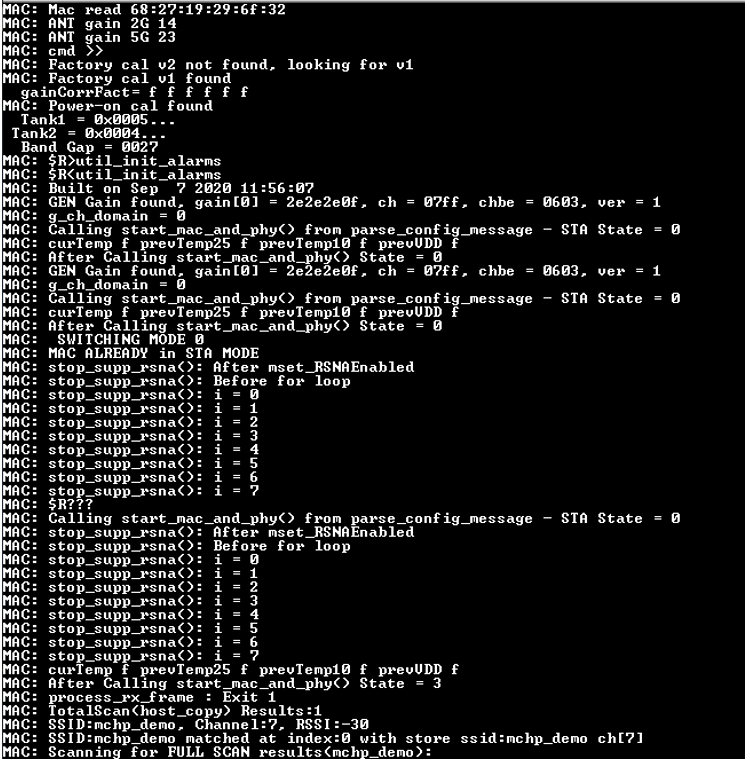 MAC: Mac read 68:27:19:29:6f:32
MAC: ANT gain 2G 14
MAC: ANT gain 5G 23
MAC: cmd >>
MAC: Factory cal v2 not found, looking for v1
MAC: Factory cal v1 found
gainCorrFact= f f f f f f
MAC: Power-on cal found
Tank1 = 0x0005...
Tank2 = 0x0004...
Band Gap = 0027
MAC: $R>util_init_alarms
MAC: $R<util_init_alarms
MAC: Built on Sep  7 2020 11:56:07
MAC: GEN Gain found, gain[0] = 2e2e2e0f, ch = 07ff, chbe = 0603, ver = 1
MAC: g_ch_domain = 0
MAC: Calling start_mac_and_phy() from parse_config_message - STA State = 0
MAC: curTemp f prevTemp25 f prevTemp10 f prevVDD f
MAC: After Calling start_mac_and_phy() State = 0
MAC: GEN Gain found, gain[0] = 2e2e2e0f, ch = 07ff, chbe = 0603, ver = 1
MAC: g_ch_domain = 0
MAC: Calling start_mac_and_phy() from parse_config_message - STA State = 0
MAC: curTemp f prevTemp25 f prevTemp10 f prevVDD f
MAC: After Calling start_mac_and_phy() State = 0
MAC:  SWITCHING MODE 0
MAC: MAC ALREADY in STA MODE
MAC: stop_supp_rsna(): After mset_RSNAEnabled
MAC: stop_supp_rsna(): Before for loop
MAC: stop_supp_rsna(): i = 0
MAC: stop_supp_rsna(): i = 1
MAC: stop_supp_rsna(): i = 2
MAC: stop_supp_rsna(): i = 3
MAC: stop_supp_rsna(): i = 4
MAC: stop_supp_rsna(): i = 5
MAC: stop_supp_rsna(): i = 6
MAC: stop_supp_rsna(): i = 7
MAC: $R???
MAC: Calling start_mac_and_phy() from parse_config_message - STA State = 0
MAC: stop_supp_rsna(): After mset_RSNAEnabled
MAC: stop_supp_rsna(): Before for loop
MAC: stop_supp_rsna(): i = 0
MAC: stop_supp_rsna(): i = 1
MAC: stop_supp_rsna(): i = 2
MAC: stop_supp_rsna(): i = 3
MAC: stop_supp_rsna(): i = 4
MAC: stop_supp_rsna(): i = 5
MAC: stop_supp_rsna(): i = 6
MAC: stop_supp_rsna(): i = 7
MAC: curTemp f prevTemp25 f prevTemp10 f prevVDD f
MAC: After Calling start_mac_and_phy() State = 3
MAC: process_rx_frame : Exit 1
MAC: TotalScan(host_copy) Results:1
MAC: SSID:mchp_demo, Channel:7, RSSI:-30
MAC: SSID:mchp_demo matched at index:0 with store ssid:mchp_demo ch[7]
MAC: Scanning for FULL SCAN results(mchp_demo):